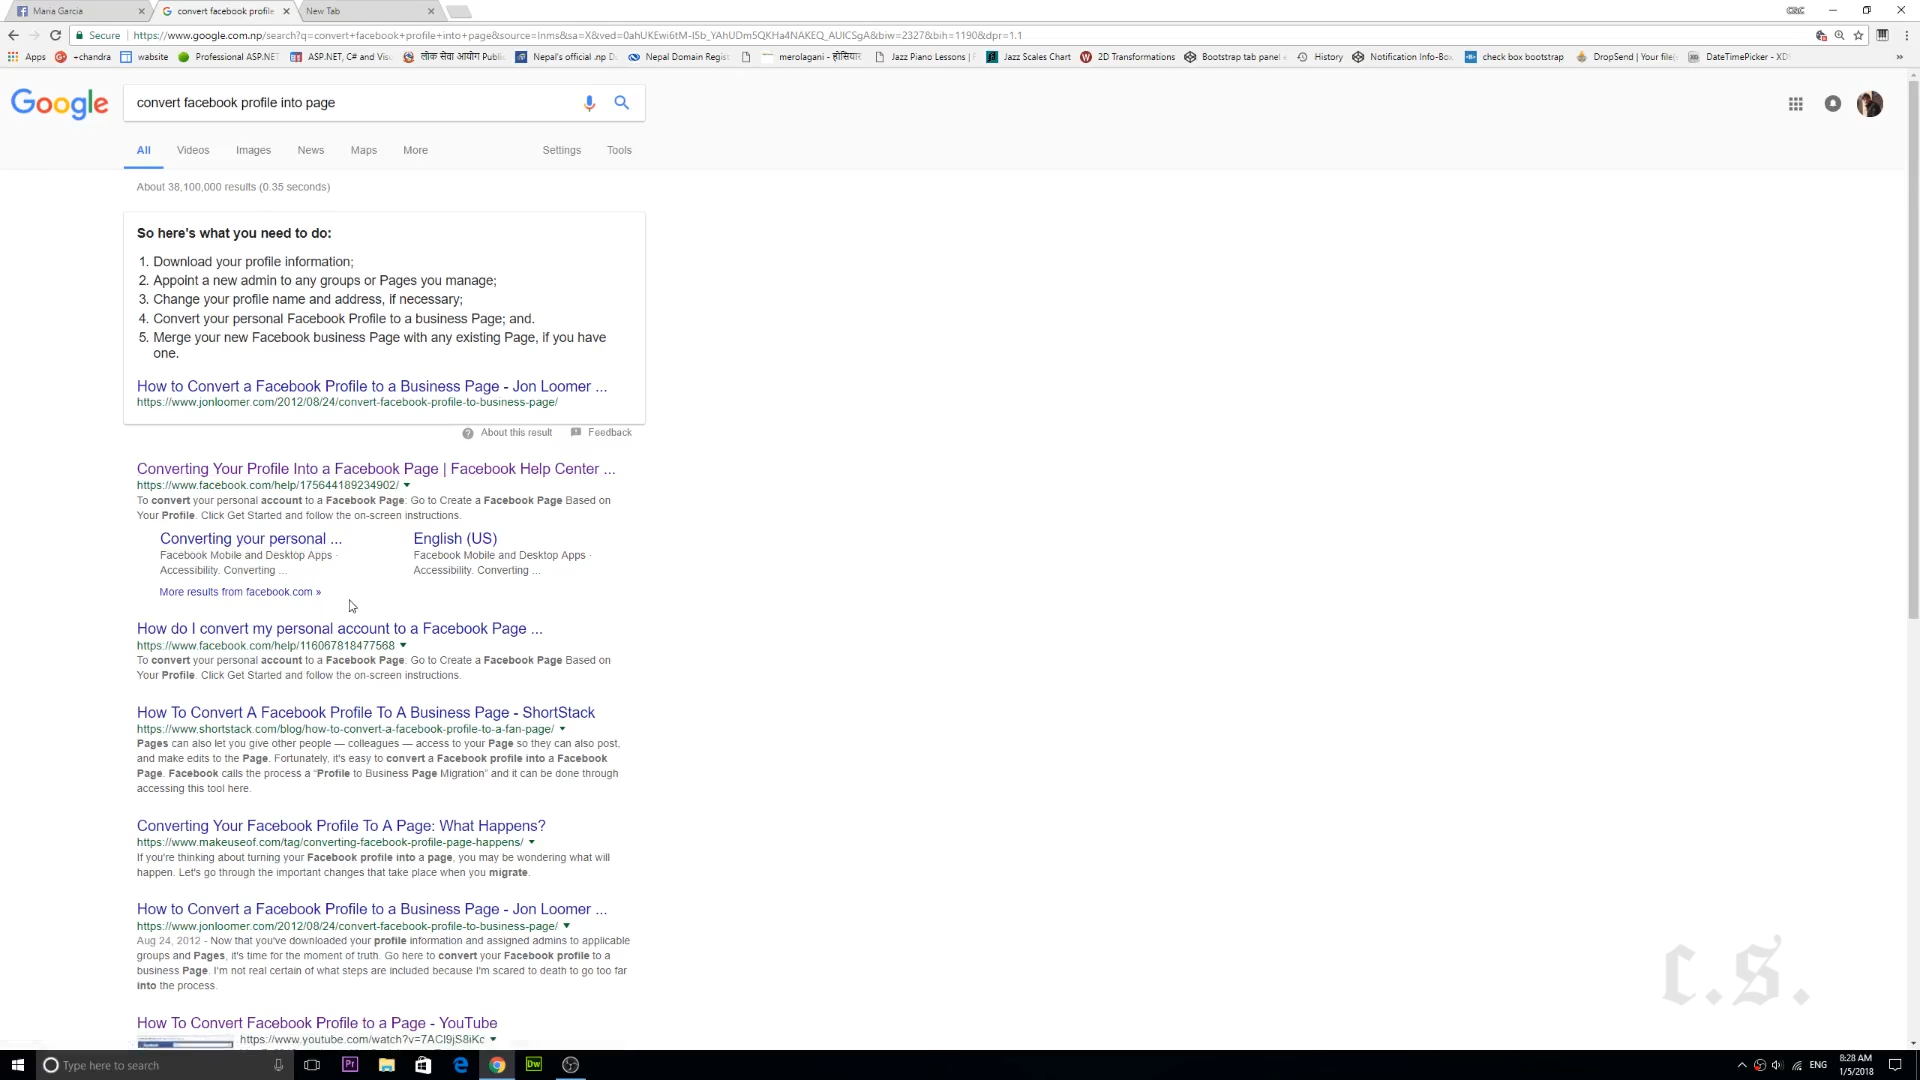 Maria Garcia
convert facebook profile
New Tab
CRC
Secure
https://www.google.com.np/search?q=convert+facebook+profile+into+page&source=lnms&sa=X&ved=0ahUKEwi6tM-I5b_YAhUDm5QKHa4NAKEQ_AUICSgA&biw=2327&bih=1190&dpr=1.1
Apps
+chandra
wabsite
Professional ASP.NET
ASP.NET, C# and Visu
लोक सेवा आयोग Public
Nepal's official .np D
Nepal Domain Regist
merolagani - होसियार
Jazz Piano Lessons |
Jazz Scales Chart
2D Transformations
Bootstrap tab panel
History
Notification Info-Box
check box bootstrap
DropSend | Your file(s
DateTimePicker - XDS
»
Google
convert facebook profile into page
All Videos Images News Maps More Settings Tools
About 38,100,000 results (0.35 seconds)
So here's what you need to do:
1. Download your profile information;
2. Appoint a new admin to any groups or Pages you manage;
3. Change your profile name and address, if necessary;
4. Convert your personal Facebook Profile to a business Page; and.
5. Merge your new Facebook business Page with any existing Page, if you have
one.
How to Convert a Facebook Profile to a Business Page - Jon Loomer ...
https://www.jonloomer.com/2012/08/24/convert-facebook-profile-to-business-page/
About this result Feedback
Converting Your Profile Into a Facebook Page | Facebook Help Center ...
https://www.facebook.com/help/175644189234902/
To convert your personal account to a Facebook Page: Go to Create a Facebook Page Based on
Your Profile. Click Get Started and follow the on-screen instructions.
Converting your personal ...
Facebook Mobile and Desktop Apps ·
Accessibility. Converting ...
English (US)
Facebook Mobile and Desktop Apps ·
Accessibility. Converting ...
More results from facebook.com »
How do I convert my personal account to a Facebook Page ...
https://www.facebook.com/help/116067818477568
To convert your personal account to a Facebook Page: Go to Create a Facebook Page Based on
Your Profile. Click Get Started and follow the on-screen instructions.
How To Convert A Facebook Profile To A Business Page - ShortStack
https://www.shortstack.com/blog/how-to-convert-a-facebook-profile-to-a-fan-page/
Pages can also let you give other people — colleagues — access to your Page so they can also post,
and make edits to the Page. Fortunately, it's easy to convert a Facebook profile into a Facebook
Page. Facebook calls the process a “Profile to Business Page Migration” and it can be done through
accessing this tool here.
Converting Your Facebook Profile To A Page: What Happens?
https://www.makeuseof.com/tag/converting-facebook-profile-page-happens/
If you're thinking about turning your Facebook profile into a page, you may be wondering what will
happen. Let's go through the important changes that take place when you migrate.
How to Convert a Facebook Profile to a Business Page - Jon Loomer ...
https://www.jonloomer.com/2012/08/24/convert-facebook-profile-to-business-page/
Aug 24, 2012 - Now that you've downloaded your profile information and assigned admins to applicable
groups and Pages, it's time for the moment of truth. Go here to convert your Facebook profile to a
business Page. I'm not real certain of what steps are included because I'm scared to death to go too far
into the process.
How To Convert Facebook Profile to a Page - YouTube
https://www.youtube.com/watch?v=7ACl9jS8iKc
c.s.
Type here to search
Pr
Dw
ENG
8:28 AM
1/5/2018